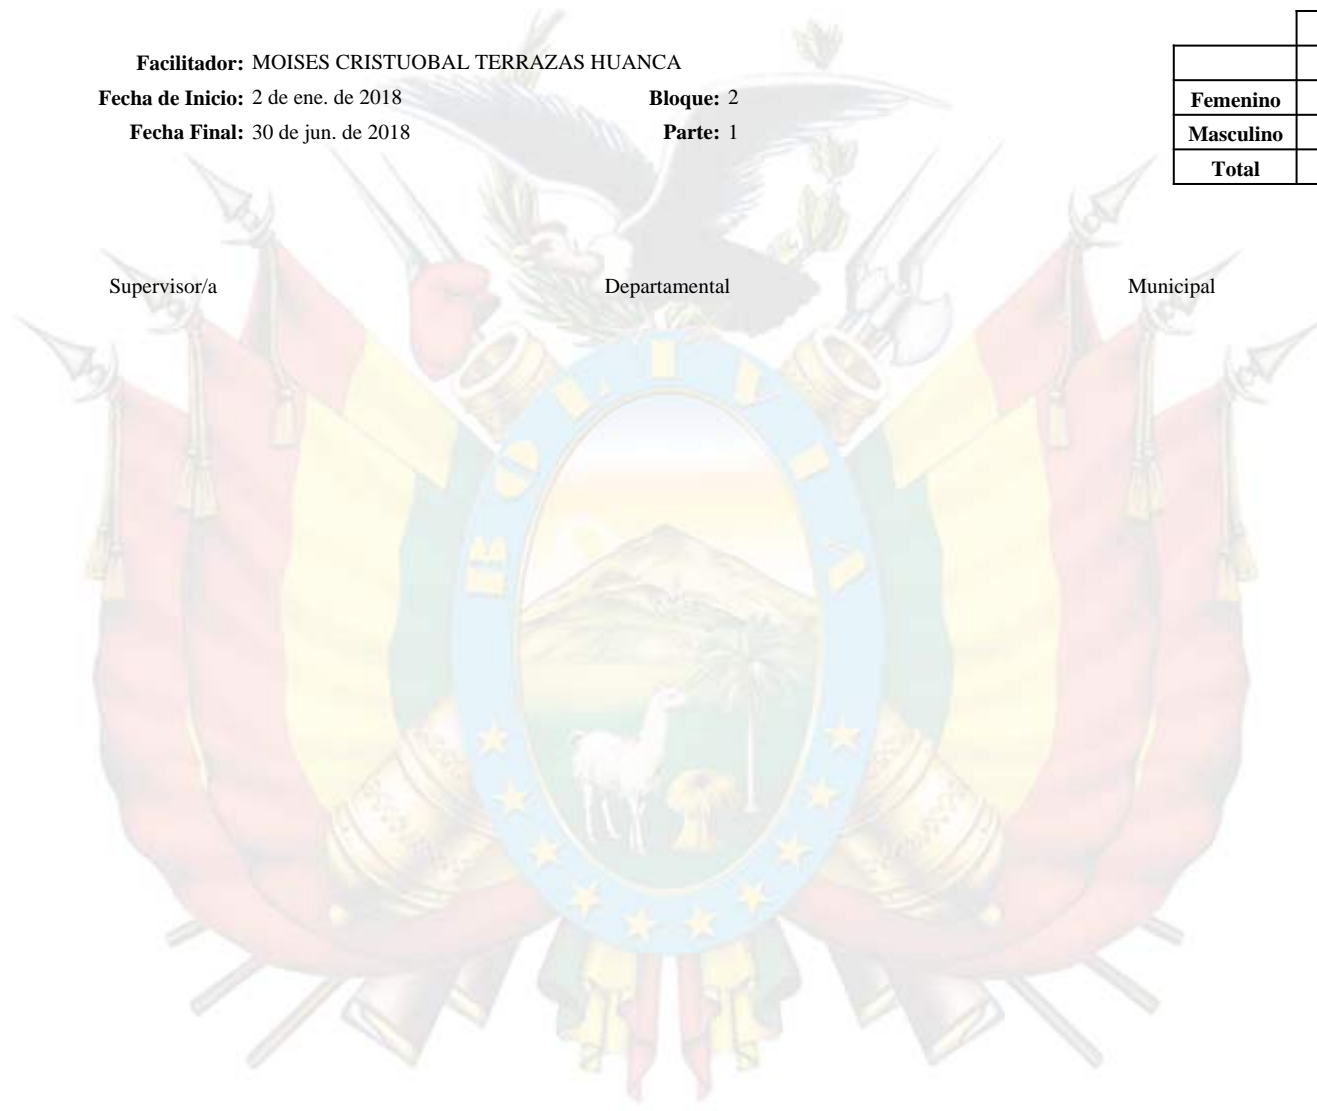 Facilitador: MOISES CRISTUOBAL TERRAZAS HUANCA
Fecha de Inicio: 2 de ene. de 2018 Bloque: 2
Fecha Final: 30 de jun. de 2018 Parte: 1
Femenino
Masculino
Total
Supervisor/a Departamental Municipal
BOLIVIA